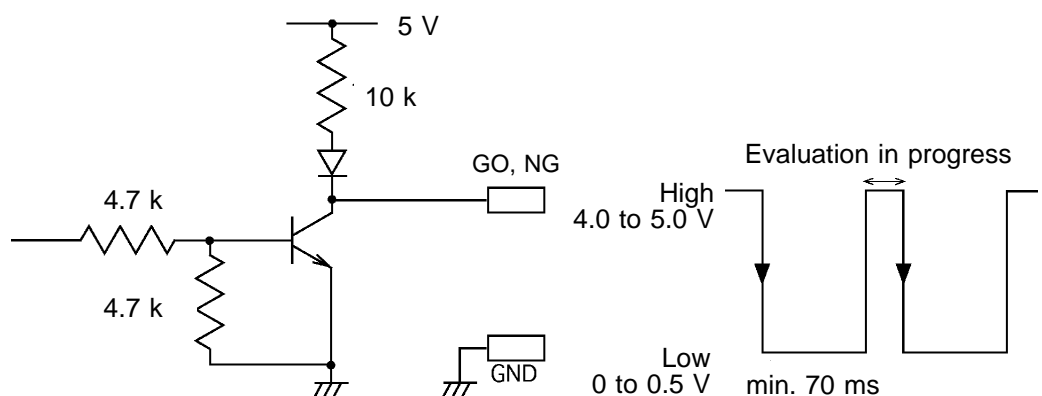 5 V
10 k
GO, NG
4.7 k
4.7 k
GND
Evaluation in progress
High
4.0 to 5.0 V
Low
0 to 0.5 V
min. 70 ms